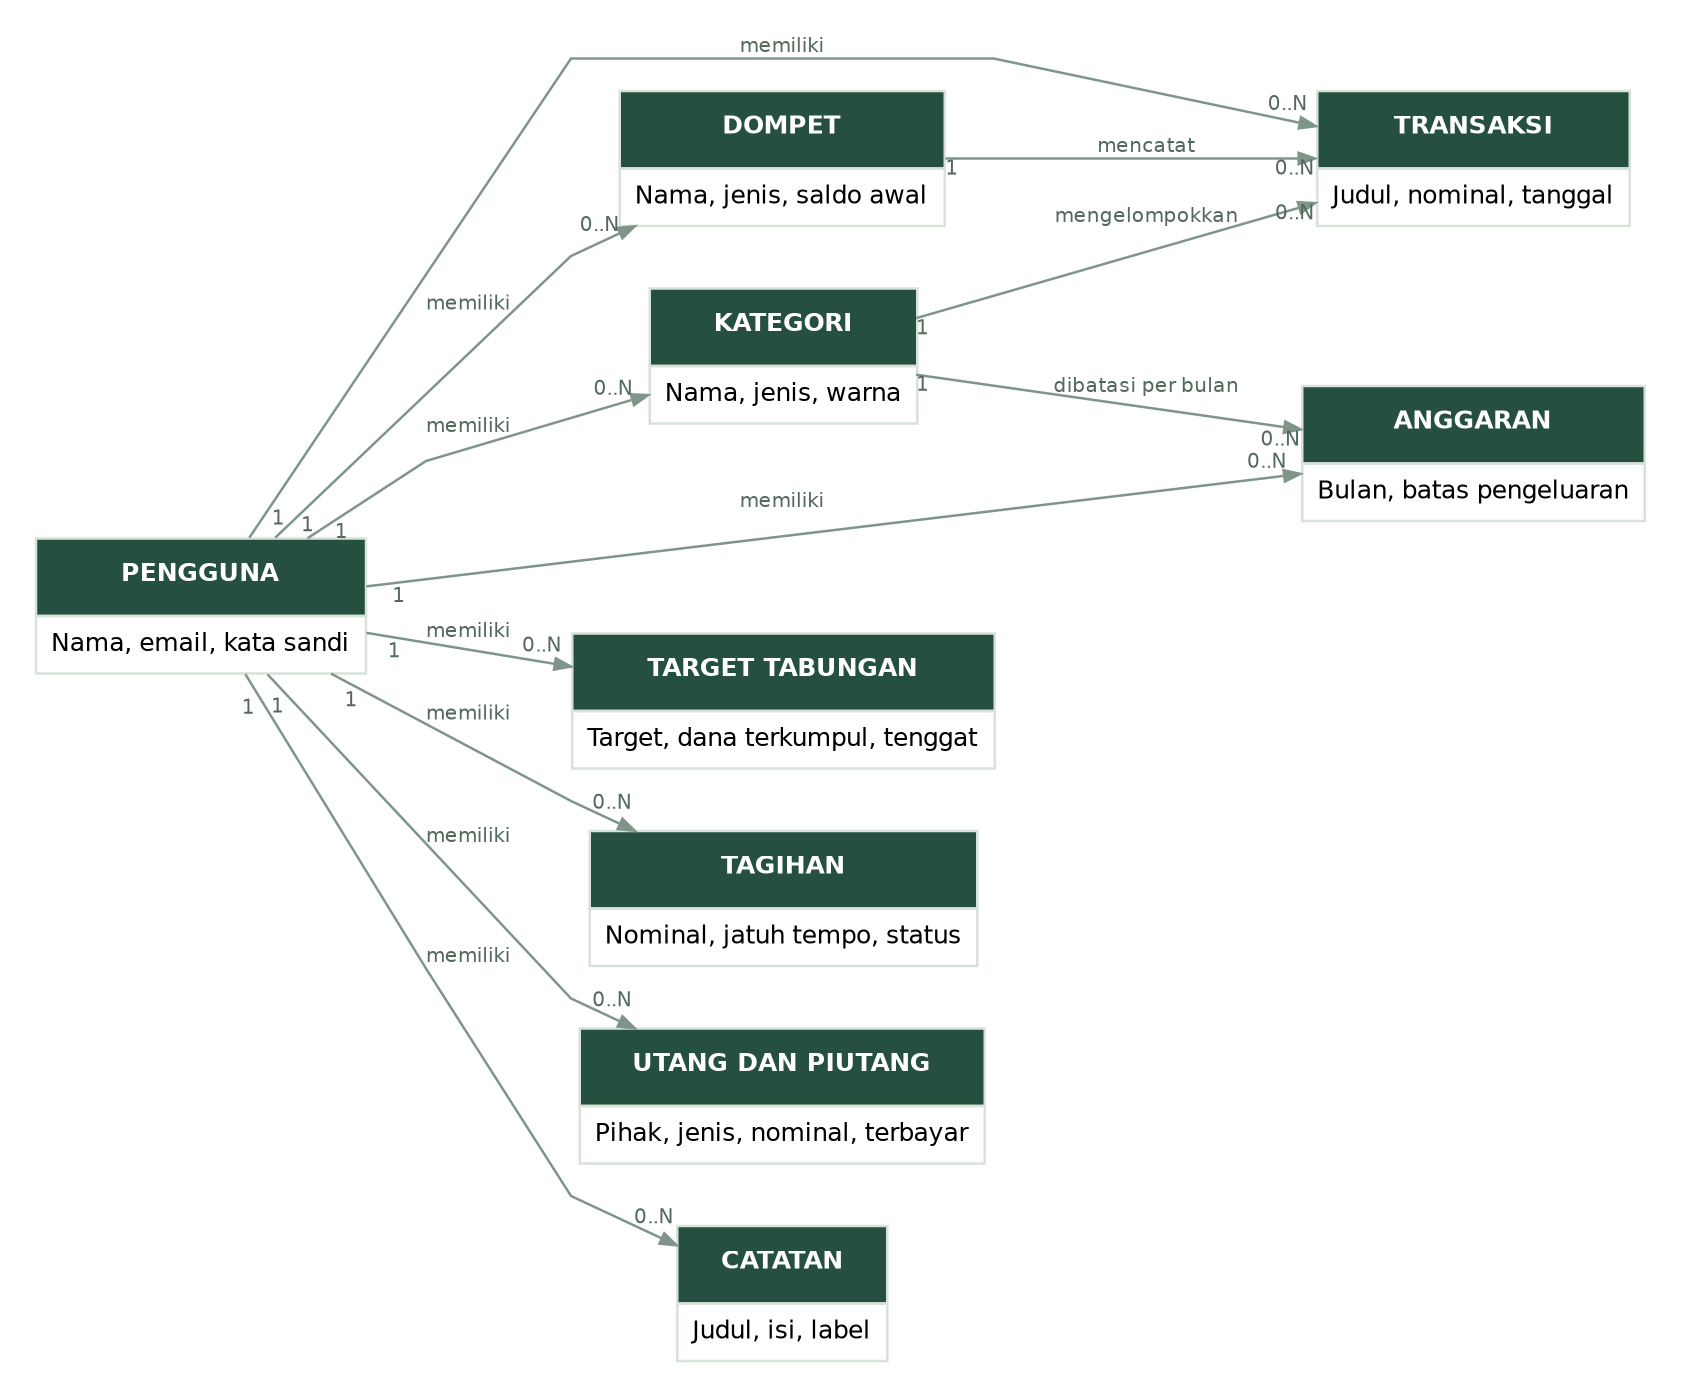 memiliki
0..N
DOMPET
Nama, jenis, saldo awal
TRANSAKSI
Judul, nominal, tanggal
mencatat
1
0..N
mengelompokkan
0..N
1
0..N
memiliki
KATEGORI
Nama, jenis, warna
0..N
memiliki
dibatasi per bulan
1
0..N
ANGGARAN
Bulan, batas pengeluaran
0..N
memiliki
1
1
1
PENGGUNA
Nama, email, kata sandi
1
memiliki
1
0..N
TARGET TABUNGAN
Target, dana terkumpul, tenggat
1
1
1
memiliki
0..N
TAGIHAN
Nominal, jatuh tempo, status
memiliki
0..N
UTANG DAN PIUTANG
Pihak, jenis, nominal, terbayar
memiliki
0..N
CATATAN
Judul, isi, label